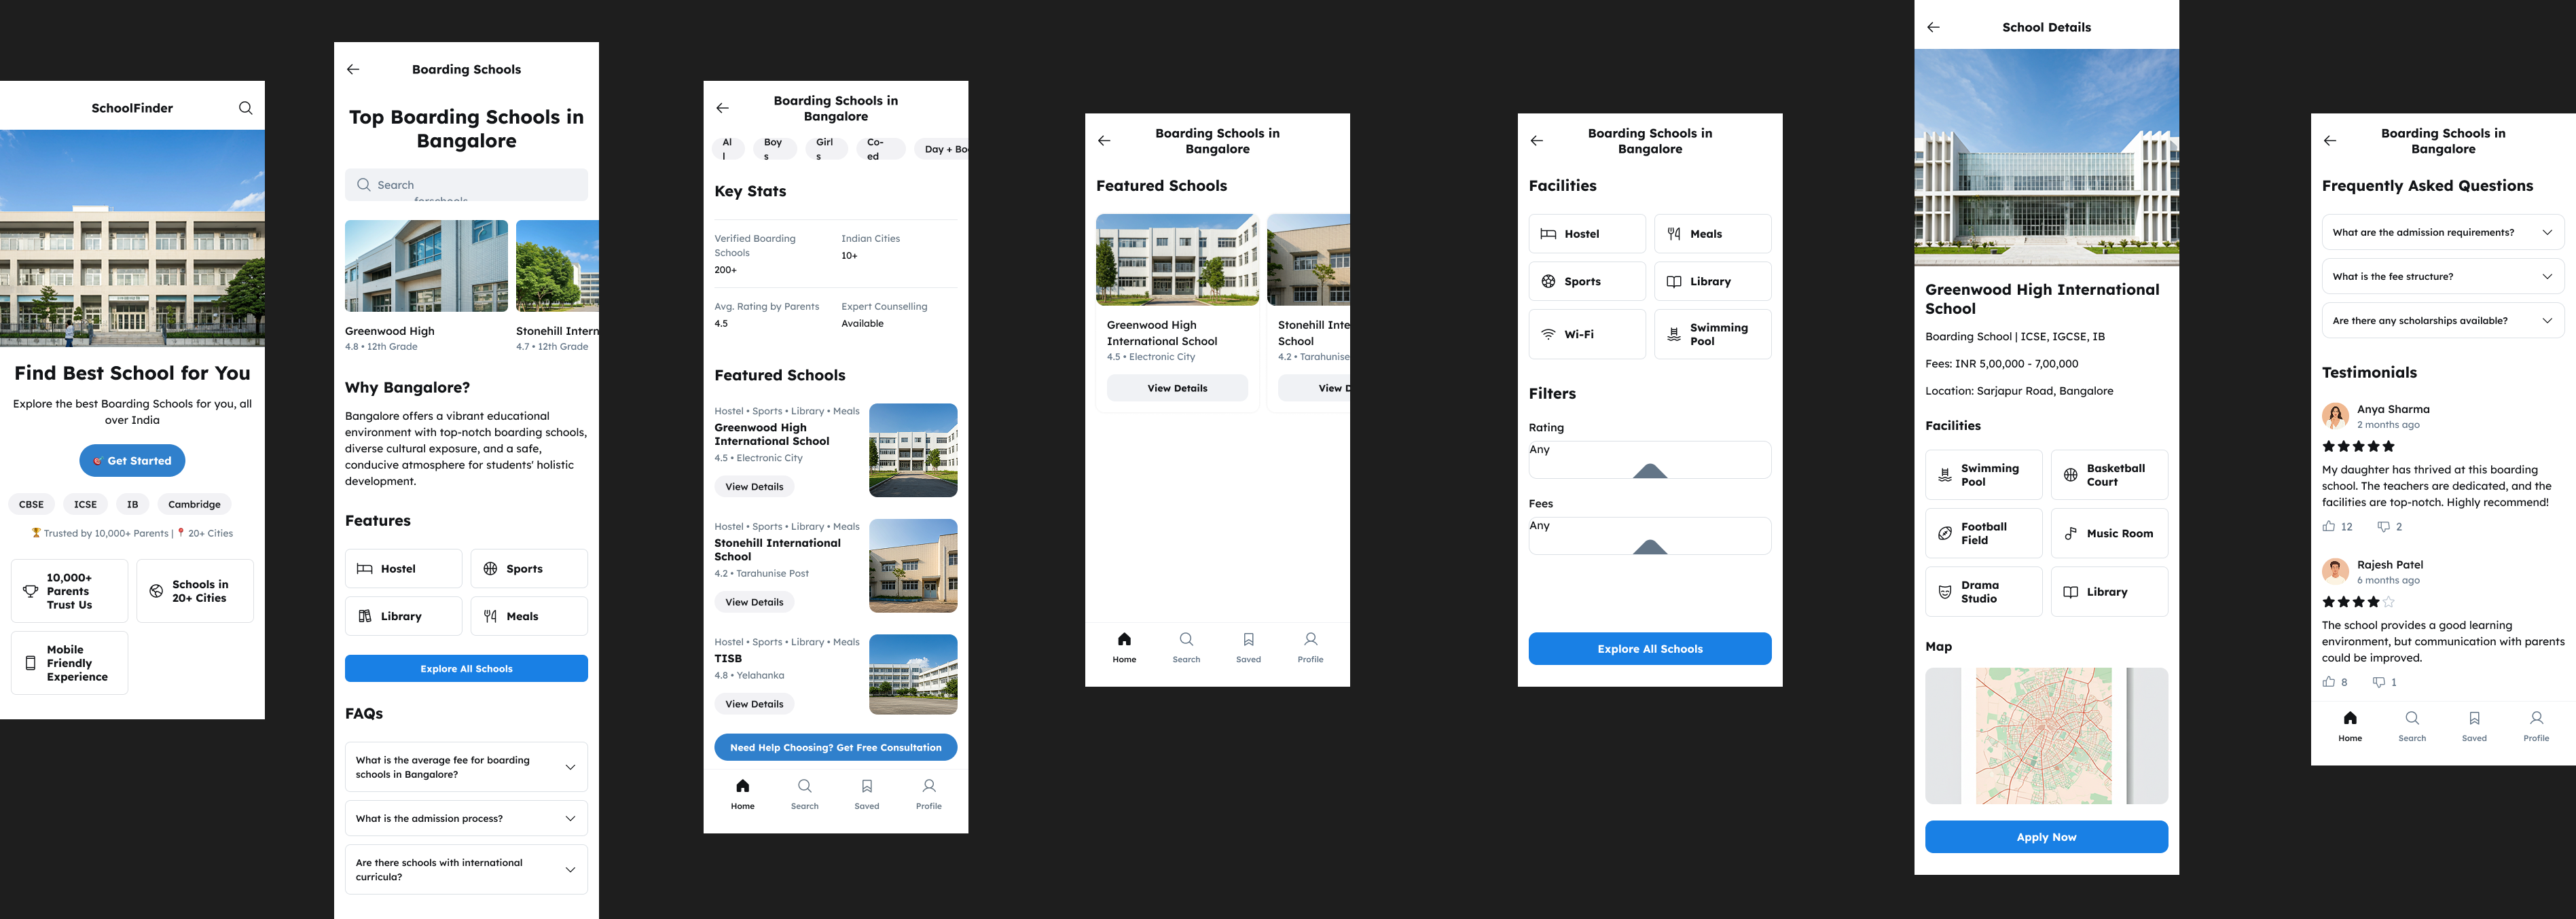 SchoolFinder
Find Best School for You
Explore the best Boarding Schools for you, all
over India
🎯 Get Started
CBSE
ICSE
IB
Cambridge
🏆 Trusted by 10,000+ Parents | 📍 20+ Cities
10,000+
Parents
Trust Us
Schools in
20+ Cities
Mobile
Friendly
Experience
Boarding Schools
Top Boarding Schools in
Bangalore
Search
forschools
Greenwood High
4.8 • 12th Grade
Stonehill Intern
4.7 • 12th Grade
Why Bangalore?
Bangalore offers a vibrant educational
environment with top-notch boarding schools,
diverse cultural exposure, and a safe,
conducive atmosphere for students' holistic
development.
Features
Hostel
Sports
Library
Meals
Explore All Schools
FAQs
What is the average fee for boarding
schools in Bangalore?
What is the admission process?
Are there schools with international
curricula?
Boarding Schools in
Bangalore
Al
l
Boy
s
Girl
s
Co-
ed
Day + Bo
Key Stats
Verified Boarding
Schools
200+
Indian Cities
10+
Avg. Rating by Parents
4.5
Expert Counselling
Available
Featured Schools
Hostel • Sports • Library • Meals
Greenwood High
International School
4.5 • Electronic City
View Details
Hostel • Sports • Library • Meals
Stonehill International
School
4.2 • Tarahunise Post
View Details
Hostel • Sports • Library • Meals
TISB
4.8 • Yelahanka
View Details
Need Help Choosing? Get Free Consultation
Home
Search
Saved
Profile
Boarding Schools in
Bangalore
Featured Schools
Greenwood High
International School
4.5 • Electronic City
View Details
Stonehill Inte
School
4.2 • Tarahunise
View D
Home
Search
Saved
Profile
Boarding Schools in
Bangalore
Facilities
Hostel
Meals
Sports
Library
Wi-Fi
Swimming
Pool
Filters
Rating
Any
Fees
Any
Explore All Schools
School Details
Greenwood High International
School
Boarding School | ICSE, IGCSE, IB
Fees: INR 5,00,000 - 7,00,000
Location: Sarjapur Road, Bangalore
Facilities
Swimming
Pool
Basketball
Court
Football
Field
Music Room
Drama
Studio
Library
Map
Apply Now
Boarding Schools in
Bangalore
Frequently Asked Questions
What are the admission requirements?
What is the fee structure?
Are there any scholarships available?
Testimonials
Anya Sharma
2 months ago
My daughter has thrived at this boarding
school. The teachers are dedicated, and the
facilities are top-notch. Highly recommend!
12
2
Rajesh Patel
6 months ago
The school provides a good learning
environment, but communication with parents
could be improved.
8
1
Home
Search
Saved
Profile